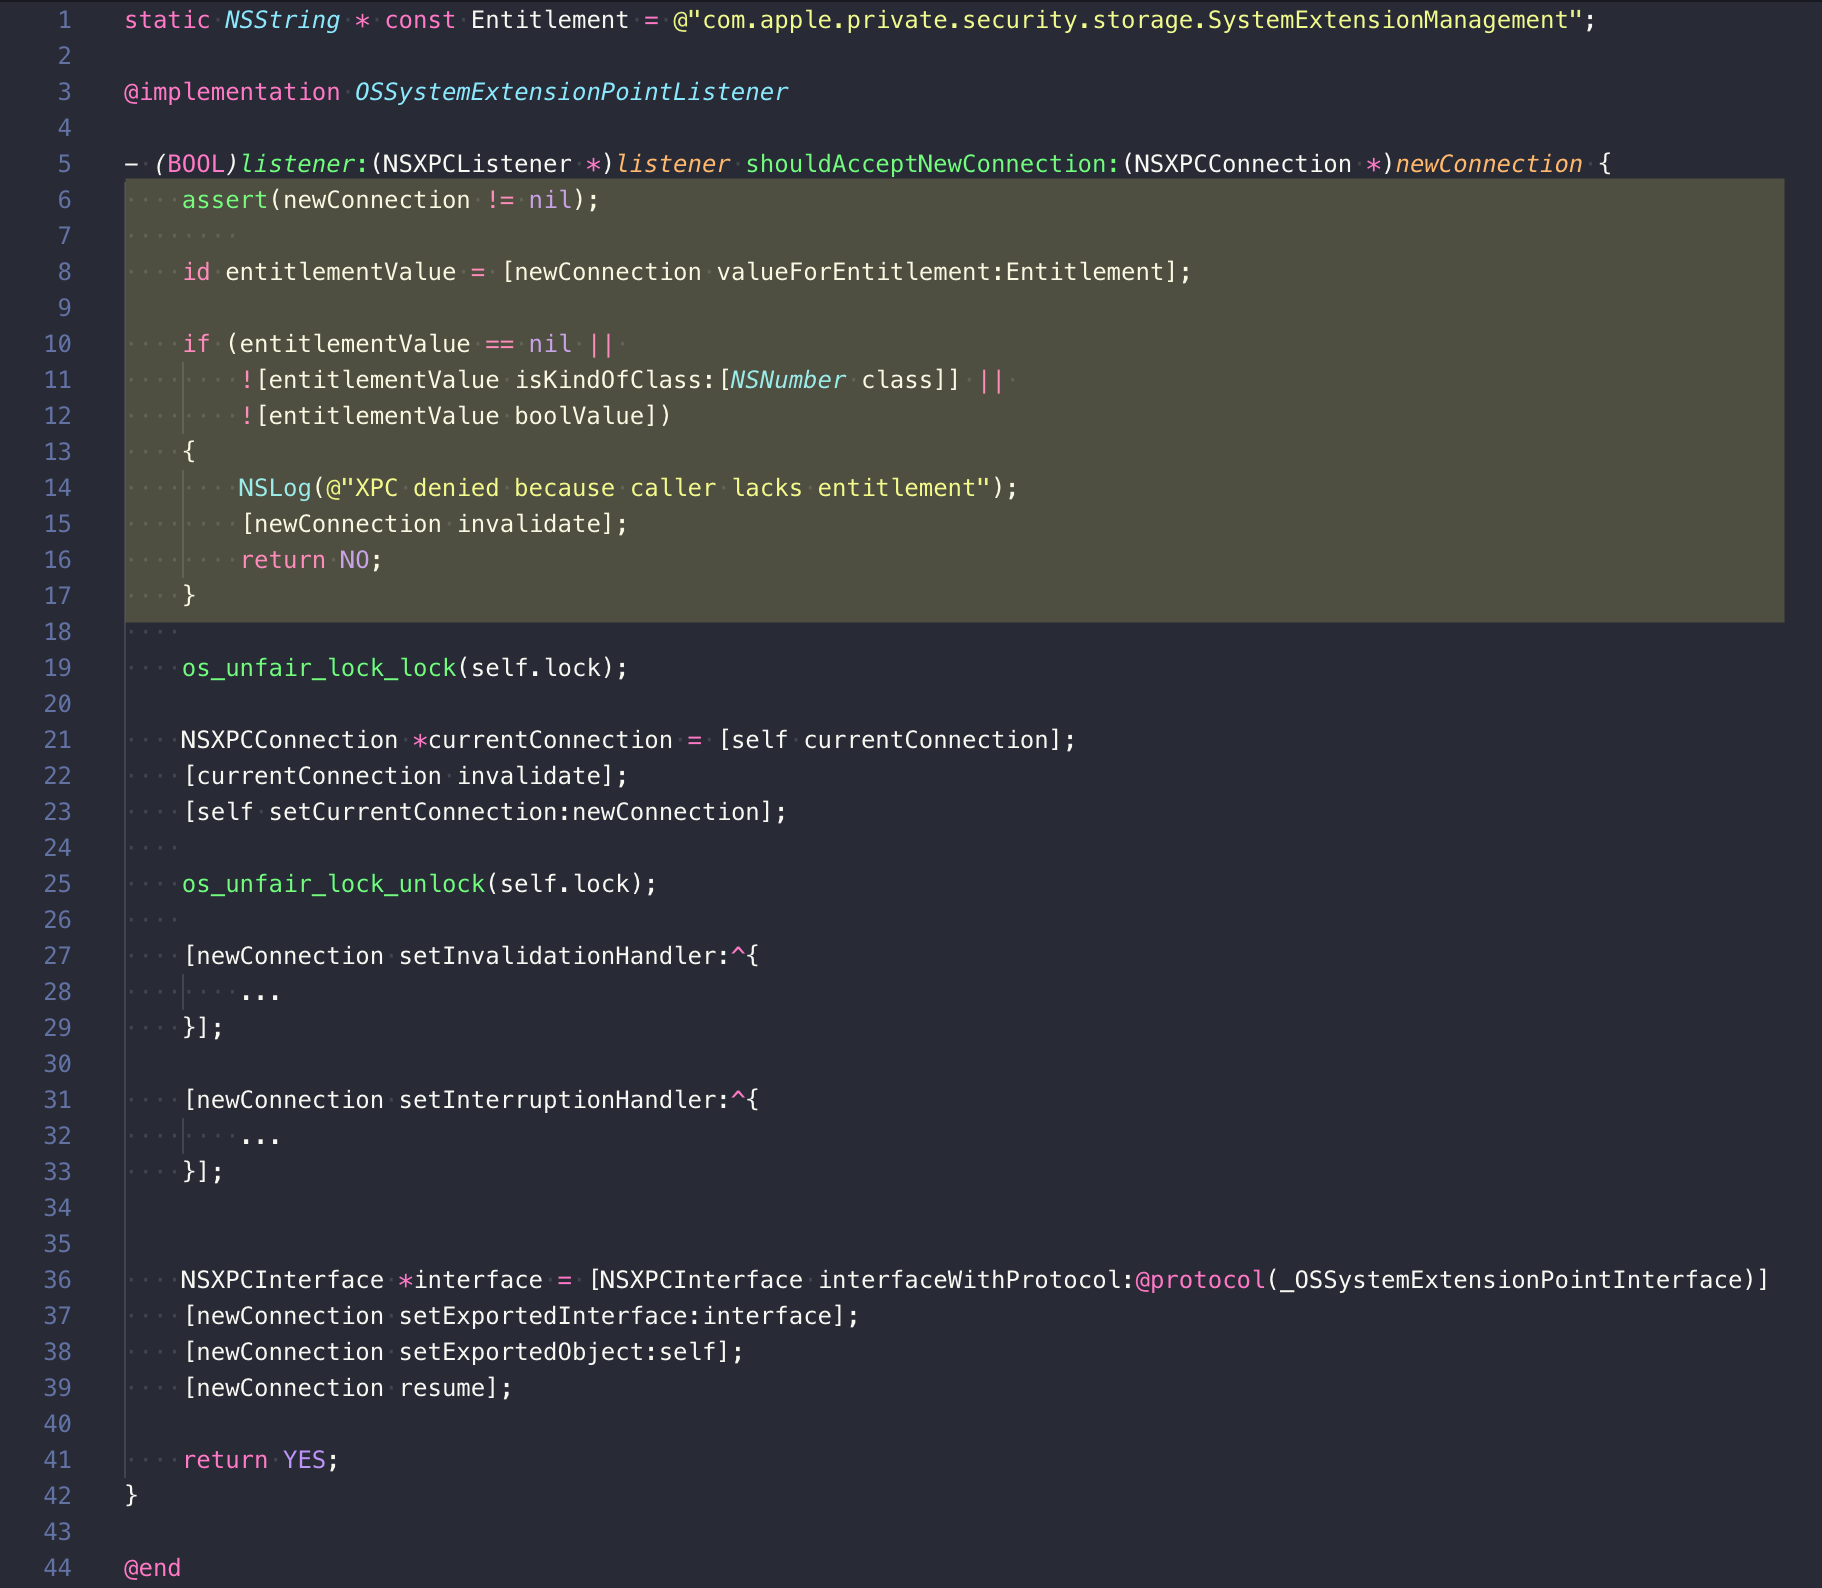 1 static NSString * const Entitlement = @"com.apple.private.security.storage.SystemExtensionManagement";
2
3 @implementation OSSystemExtensionPointListener
4
5 - (BOOL)listener:(NSXPCListener *)listener shouldAcceptNewConnection:(NSXPCConnection *)newConnection {
6     assert(newConnection != nil);
7
8     id entitlementValue = [newConnection valueForEntitlement:Entitlement];
9
10     if (entitlementValue == nil ||
11         ![entitlementValue isKindOfClass:[NSNumber class]] ||
12         ![entitlementValue boolValue])
13     {
14         NSLog(@"XPC denied because caller lacks entitlement");
15         [newConnection invalidate];
16         return NO;
17     }
18
19     os_unfair_lock_lock(self.lock);
20
21     NSXPCConnection *currentConnection = [self currentConnection];
22     [currentConnection invalidate];
23     [self setCurrentConnection:newConnection];
24
25     os_unfair_lock_unlock(self.lock);
26
27     [newConnection setInvalidationHandler:^{
28         ...
29     }];
30
31     [newConnection setInterruptionHandler:^{
32         ...
33     }];
34
35
36     NSXPCInterface *interface = [NSXPCInterface interfaceWithProtocol:@protocol(_OSSystemExtensionPointInterface)]
37     [newConnection setExportedInterface:interface];
38     [newConnection setExportedObject:self];
39     [newConnection resume];
40
41     return YES;
42 }
43
44 @end